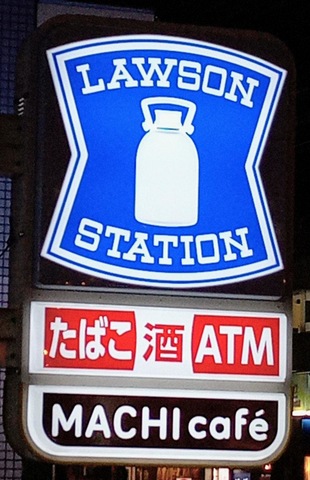 LAWSON
STATION
たばこ 酒 ATM
MACHI café